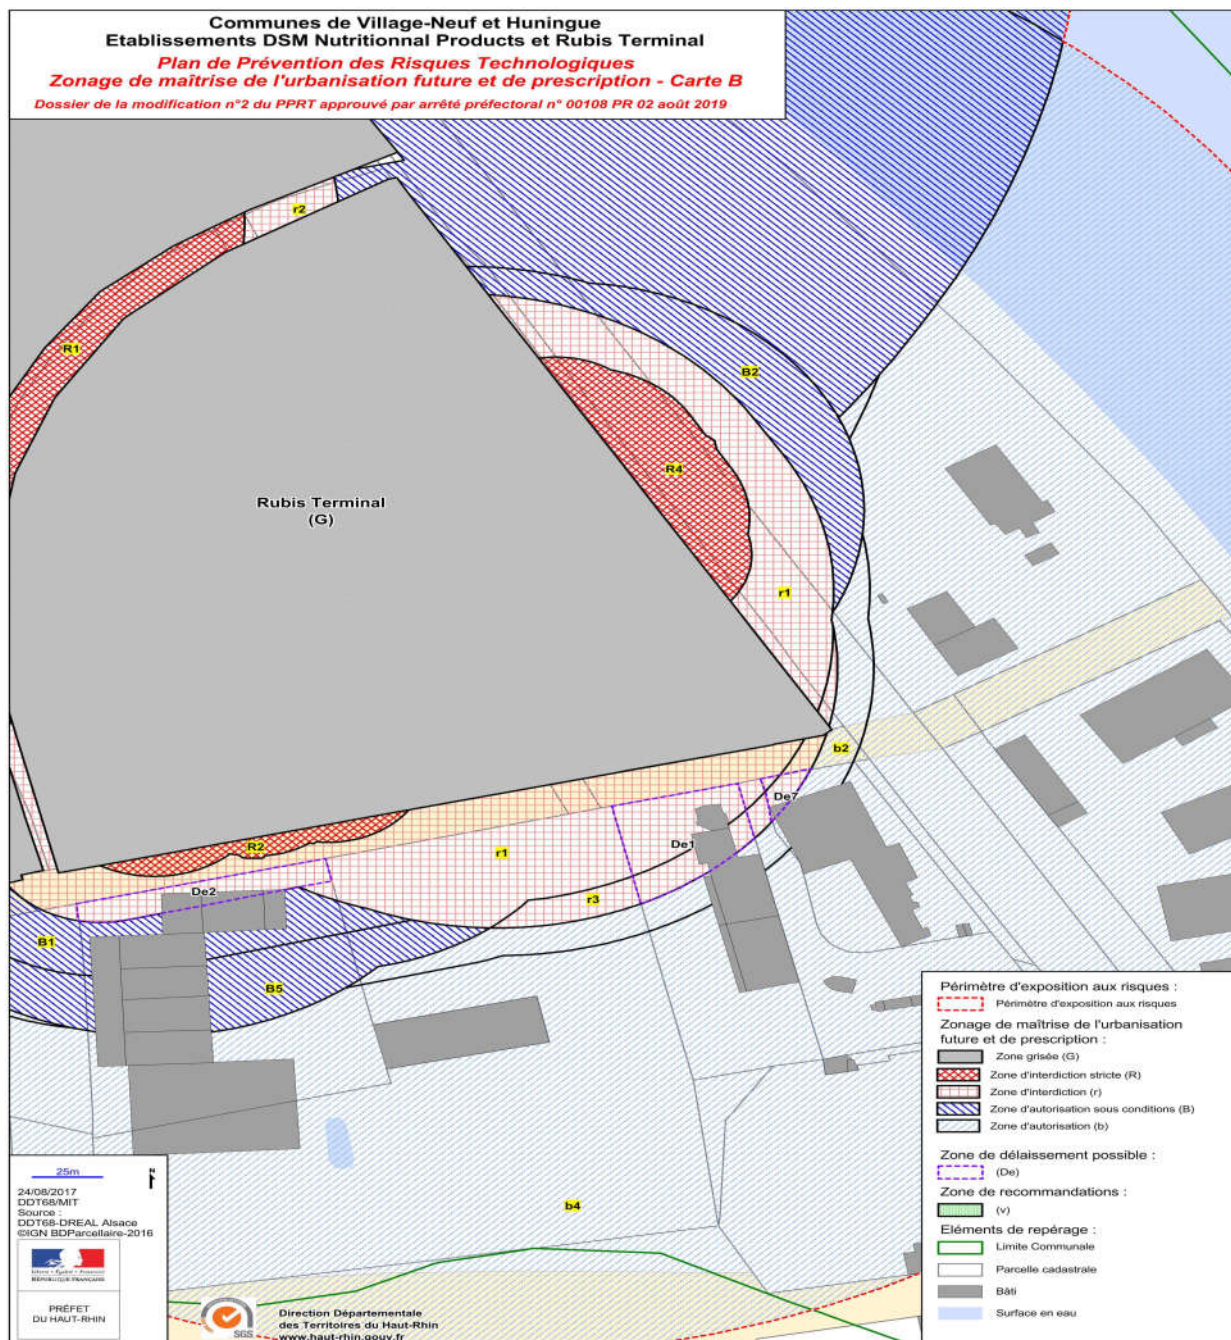 Communes de Village-Neuf et Huningue
Etablissements DSM Nutritionnal Products et Rubis Terminal
Plan de Prévention des Risques Technologiques
Zonage de maîtrise de l'urbanisation future et de prescription - Carte B
Dossier de la modification n°2 du PPRT approuvé par arrêté préfectoral n° 00108 PR 02 août 2019
r2
R1
B2
R4
Rubis Terminal
(G)
r1
b2
De7
R2
r1
De1
De2
r3
B1
B5
b4
Périmètre d'exposition aux risques :
Périmètre d'exposition aux risques
Zonage de maîtrise de l'urbanisation
future et de prescription :
Zone grisée (G)
Zone d'interdiction stricte (R)
Zone d'interdiction (r)
Zone d'autorisation sous conditions (B)
Zone d'autorisation (b)
Zone de délaissement possible :
(De)
Zone de recommandations :
(v)
Eléments de repérage :
Limite Communale
Parcelle cadastrale
Bâti
Surface en eau
25m
N
24/08/2017
DDT68/MIT
Source :
DDT68-DREAL Alsace
©IGN BDParcellaire-2016
Liberté • Égalité • Fraternité
RÉPUBLIQUE FRANÇAISE
PRÉFET
DU HAUT-RHIN
SGS
Direction Départementale
des Territoires du Haut-Rhin
www.haut-rhin.gouv.fr